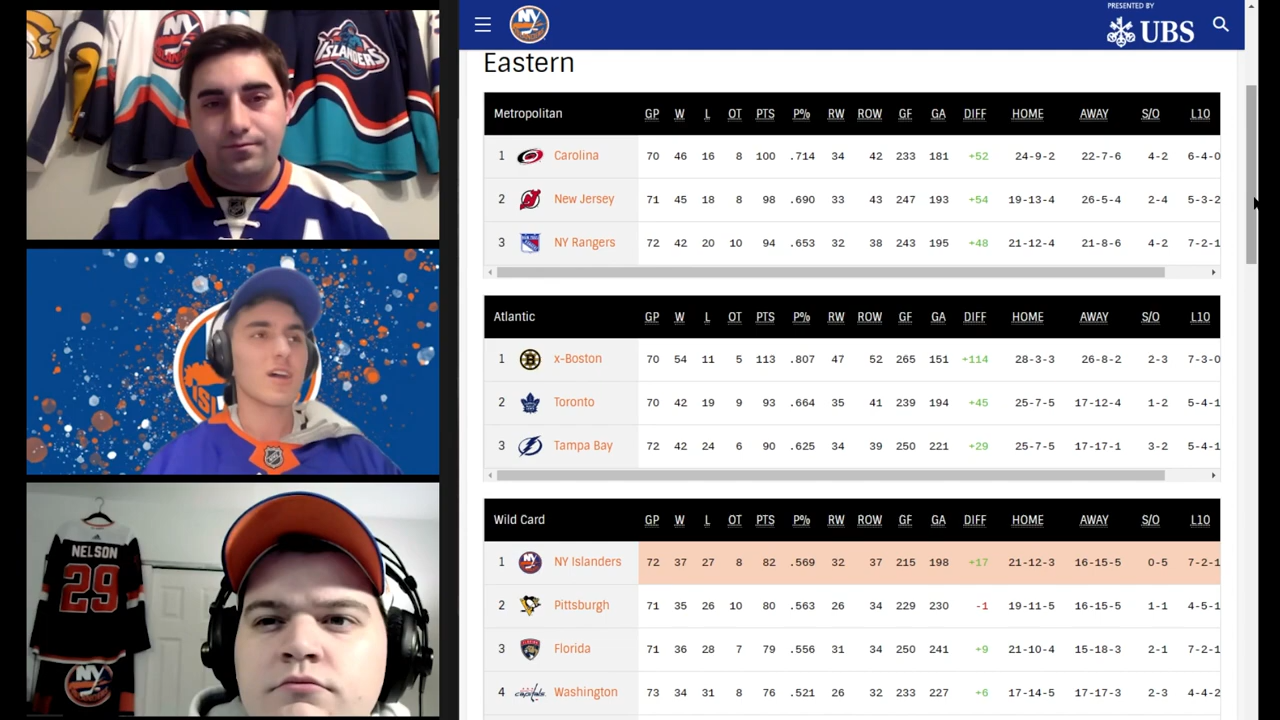 PRESENTED BY
UBS
Eastern
Metropolitan GP W L OT PTS P% RW ROW GF GA DIFF HOME AWAY S/O L10
1 Carolina 70 46 16 8 100 .714 34 42 233 181 +52 24-9-2 22-7-6 4-2 6-4-0
2 New Jersey 71 45 18 8 98 .690 33 43 247 193 +54 19-13-4 26-5-4 2-4 5-3-2
3 NY Rangers 72 42 20 10 94 .653 32 38 243 195 +48 21-12-4 21-8-6 4-2 7-2-1
Atlantic GP W L OT PTS P% RW ROW GF GA DIFF HOME AWAY S/O L10
1 x-Boston 70 54 11 5 113 .807 47 52 265 151 +114 28-3-3 26-8-2 2-3 7-3-0
2 Toronto 70 42 19 9 93 .664 35 41 239 194 +45 25-7-5 17-12-4 1-2 5-4-1
3 Tampa Bay 72 42 24 6 90 .625 34 39 250 221 +29 25-7-5 17-17-1 3-2 5-4-1
Wild Card GP W L OT PTS P% RW ROW GF GA DIFF HOME AWAY S/O L10
1 NY Islanders 72 37 27 8 82 .569 32 37 215 198 +17 21-12-3 16-15-5 0-5 7-2-1
2 Pittsburgh 71 35 26 10 80 .563 26 34 229 230 -1 19-11-5 16-15-5 1-1 4-5-1
3 Florida 71 36 28 7 79 .556 31 34 250 241 +9 21-10-4 15-18-3 2-1 7-2-1
4 Washington 73 34 31 8 76 .521 26 32 233 227 +6 17-14-5 17-17-3 2-3 4-4-2
ISLANDERS
A
NELSON
29